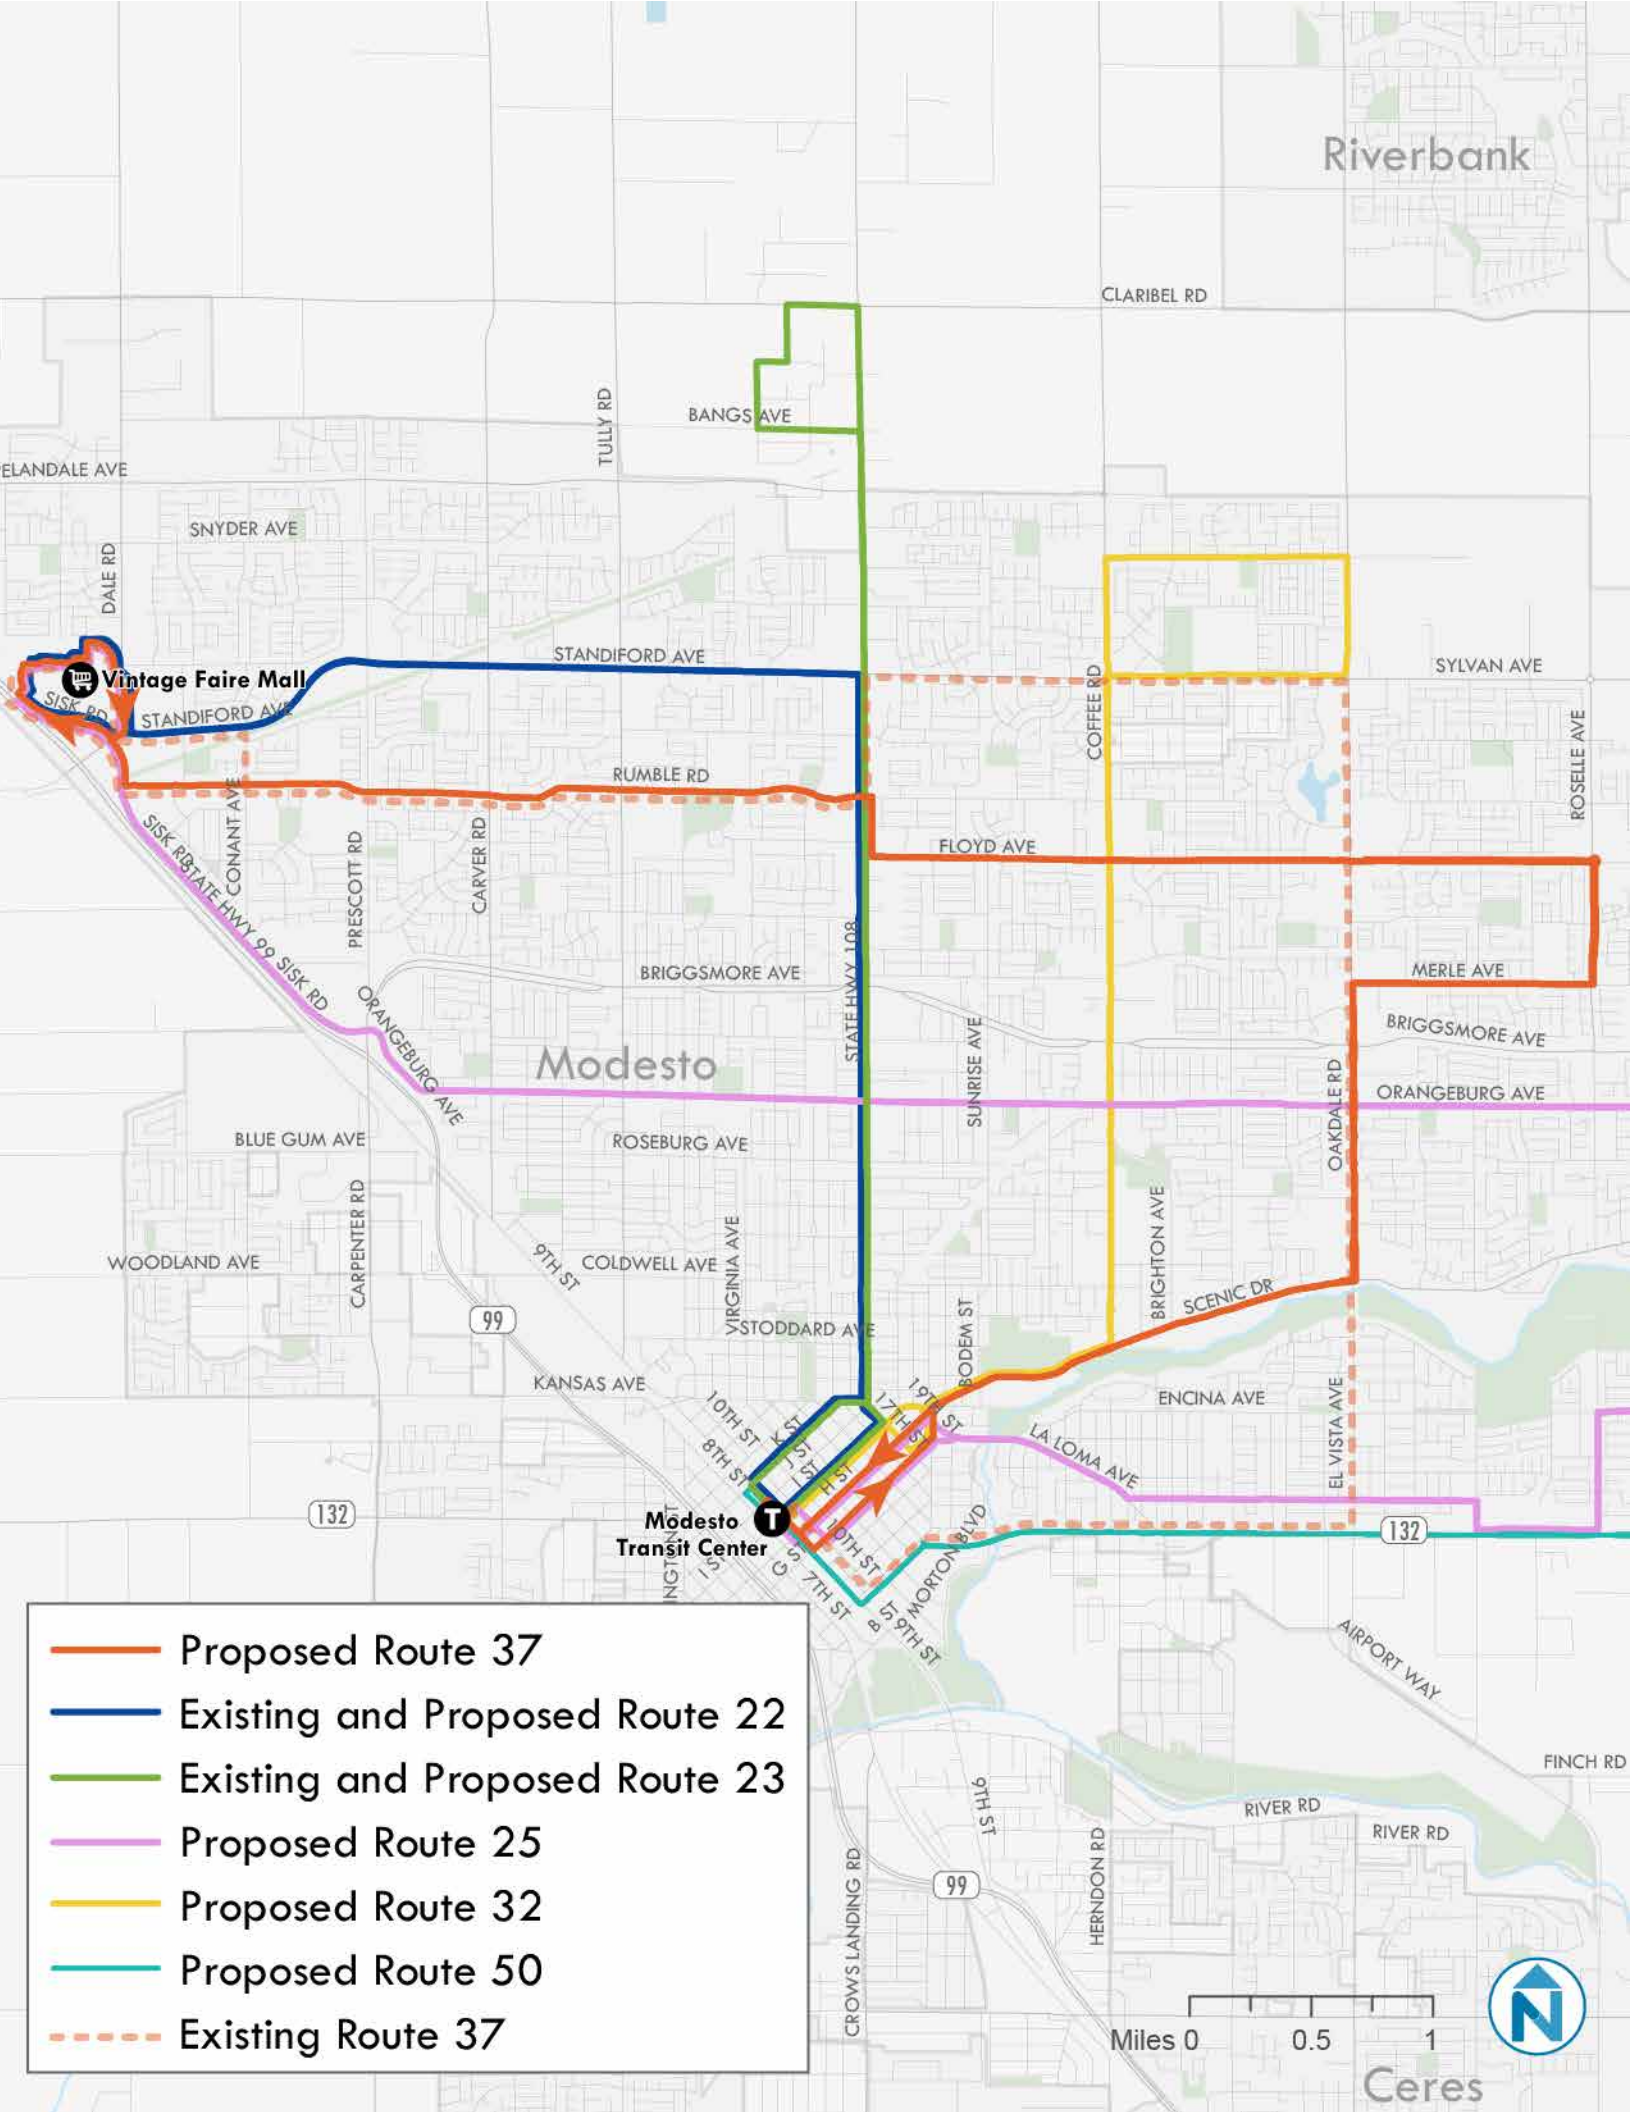 Riverbank
CLARIBEL RD
TULLY RD
BANGS AVE
ELANDALE AVE
SNYDER AVE
DALE RD
STANDIFORD AVE
SYLVAN AVE
COFFEE RD
Vintage Faire Mall
SISK RD
STANDIFORD AVE
ROSELLE AVE
RUMBLE RD
CONANT AVE
SISK RD
STATE HWY 99
SISK RD
PRESCOTT RD
CARVER RD
FLOYD AVE
STATE HWY 108
BRIGGSMORE AVE
MERLE AVE
ORANGEBURG AVE
BRIGGSMORE AVE
SUNRISE AVE
Modesto
OAKDALE RD
ORANGEBURG AVE
BLUE GUM AVE
ROSEBURG AVE
CARPENTER RD
BRIGHTON AVE
VIRGINIA AVE
WOODLAND AVE
9TH ST
COLDWELL AVE
SCENIC DR
99
STODDARD AVE
BODEM ST
KANSAS AVE
10TH ST
17TH ST
19TH ST
ENCINA AVE
EL VISTA AVE
K ST
J ST
I ST
H ST
8TH ST
LA LOMA AVE
132
Modesto
Transit Center
T
10TH ST
MORTON BLVD
132
INGTON
I S
G S
7TH ST
B ST
9TH ST
AIRPORT WAY
FINCH RD
9TH ST
RIVER RD
RIVER RD
HERNDON RD
CROWS LANDING RD
99
Proposed Route 37
Existing and Proposed Route 22
Existing and Proposed Route 23
Proposed Route 25
Proposed Route 32
Proposed Route 50
Existing Route 37
Miles 0 0.5 1
N
Ceres